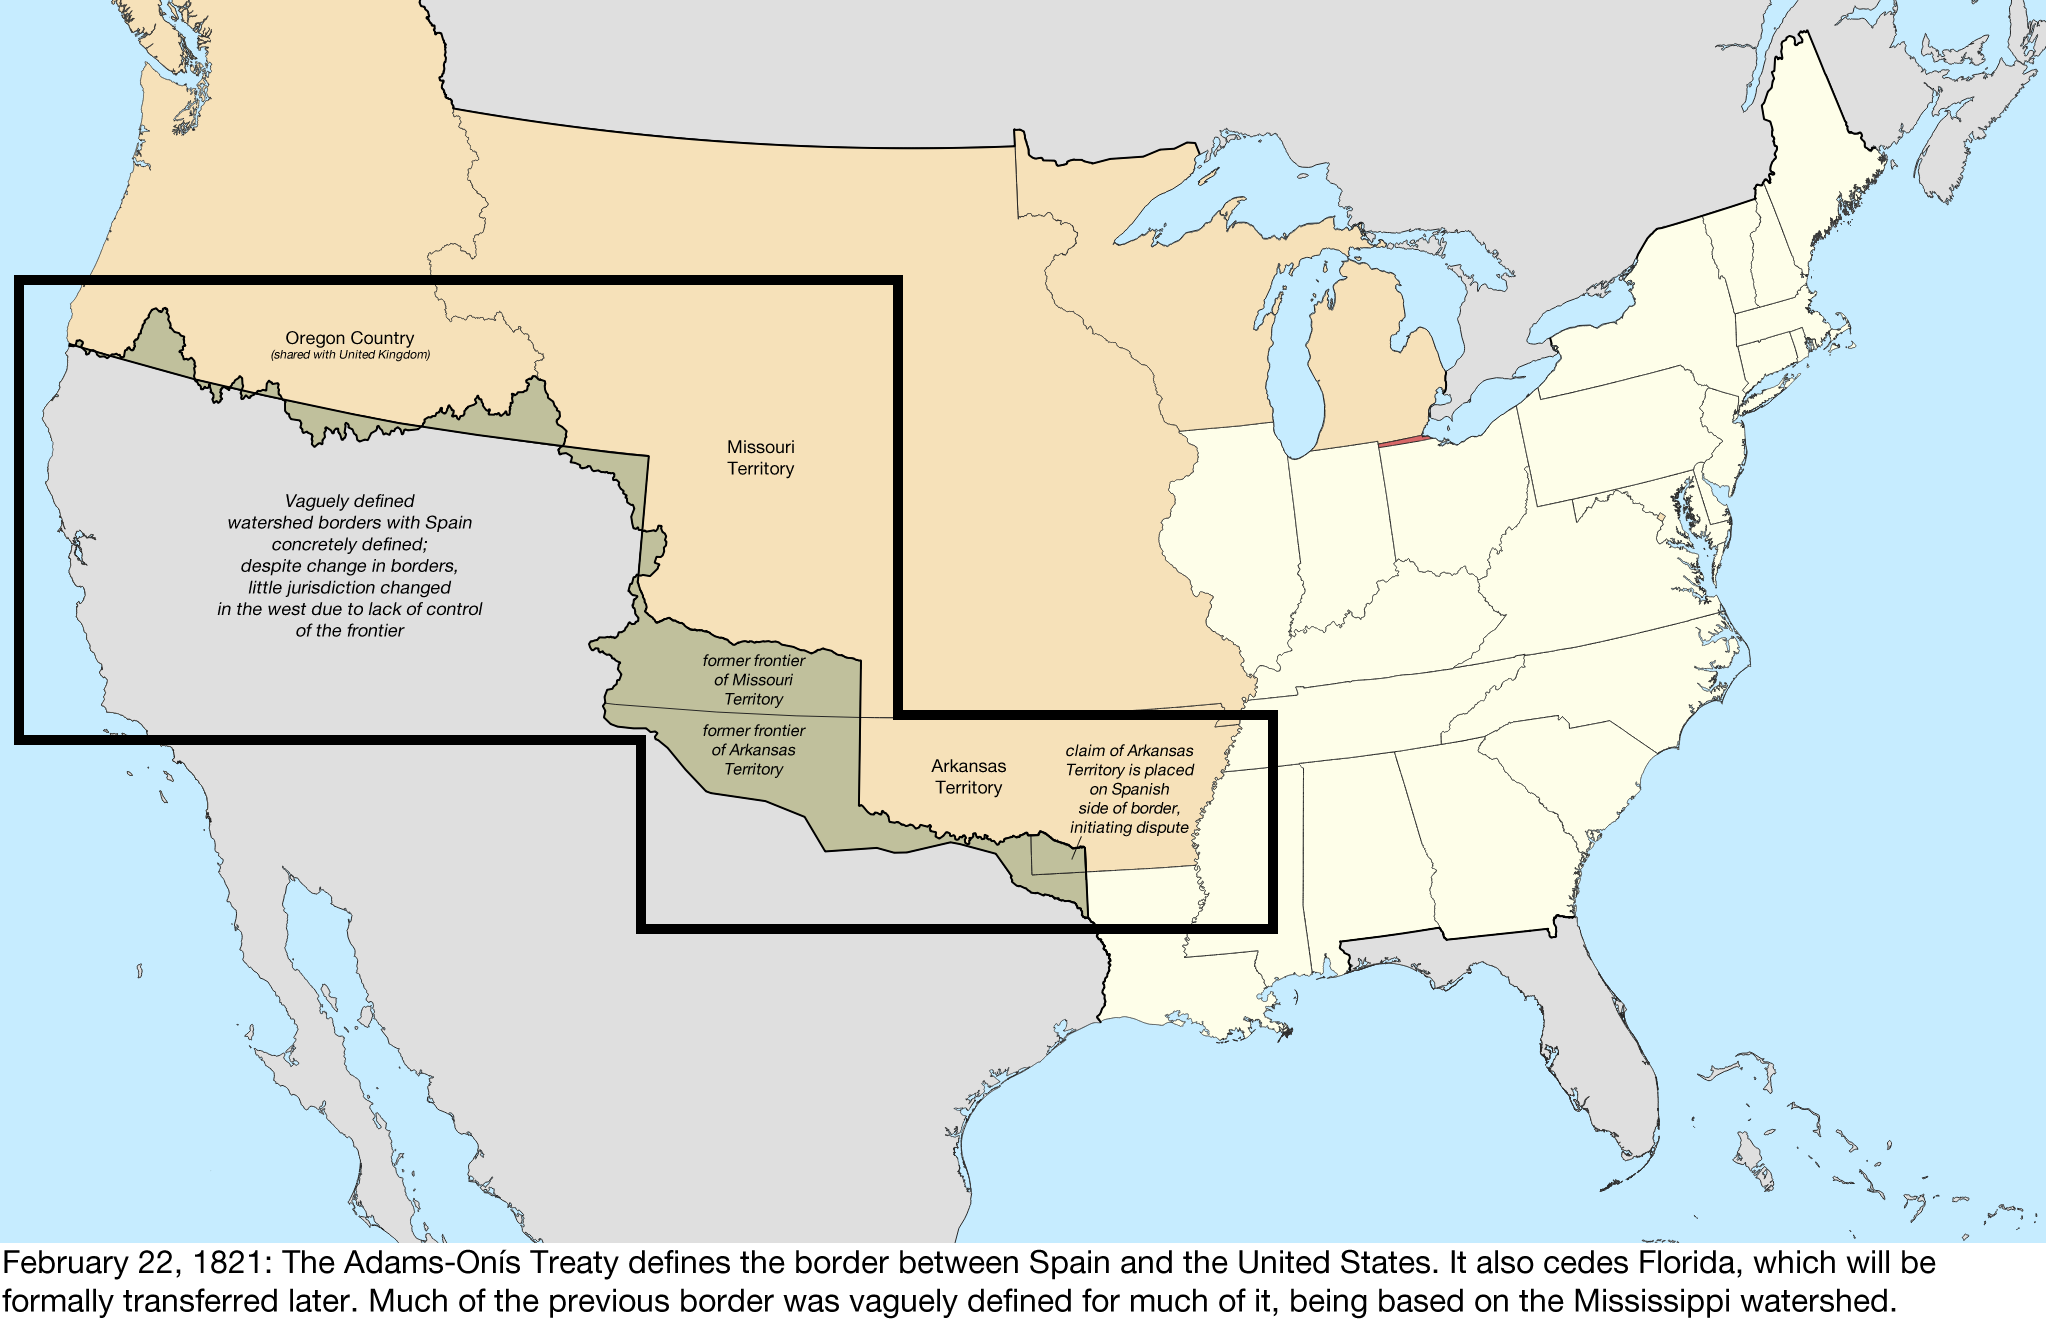 Oregon Country
(shared with United Kingdom)
Missouri
Territory
Vaguely defined
watershed borders with Spain
concretely defined;
despite change in borders,
little jurisdiction changed
in the west due to lack of control
of the frontier
former frontier
of Missouri
Territory
former frontier
of Arkansas
Territory
Arkansas
Territory
claim of Arkansas
Territory is placed
on Spanish
side of border,
initiating dispute
February 22, 1821: The Adams-Onís Treaty defines the border between Spain and the United States. It also cedes Florida, which will be
formally transferred later. Much of the previous border was vaguely defined for much of it, being based on the Mississippi watershed.